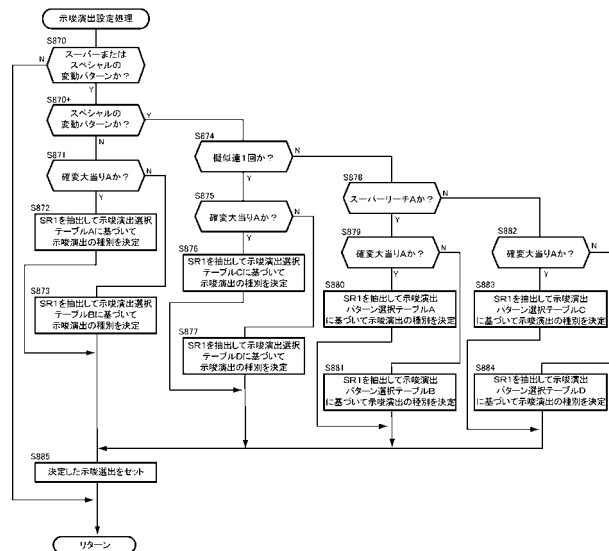 示唆演出設定処理
S870
スーパーまたは
スペシャルの
変動パターンか?
N
Y
S870+
スペシャルの
変動パターンか?
Y
N
S871
確変大当りAか?
N
Y
S872
SR1を抽出して示唆演出選択
テーブルAに基づいて
示唆演出の種別を決定
S873
SR1を抽出して示唆演出選択
テーブルBに基づいて
示唆演出の種別を決定
S874
擬似連1回か?
N
Y
S875
確変大当りAか?
N
Y
S876
SR1を抽出して示唆演出選択
テーブルCに基づいて
示唆演出の種別を決定
S877
SR1を抽出して示唆演出選択
テーブルDに基づいて
示唆演出の種別を決定
S878
スーパーリーチAか?
N
Y
S879
確変大当りAか?
N
Y
S880
SR1を抽出して示唆演出
パターン選択テーブルA
に基づいて示唆演出の種別を決定
S881
SR1を抽出して示唆演出
パターン選択テーブルB
に基づいて示唆演出の種別を決定
S882
確変大当りAか?
N
Y
S883
SR1を抽出して示唆演出
パターン選択テーブルC
に基づいて示唆演出の種別を決定
S884
SR1を抽出して示唆演出
パターン選択テーブルD
に基づいて示唆演出の種別を決定
S885
決定した示唆選出をセット
リターン